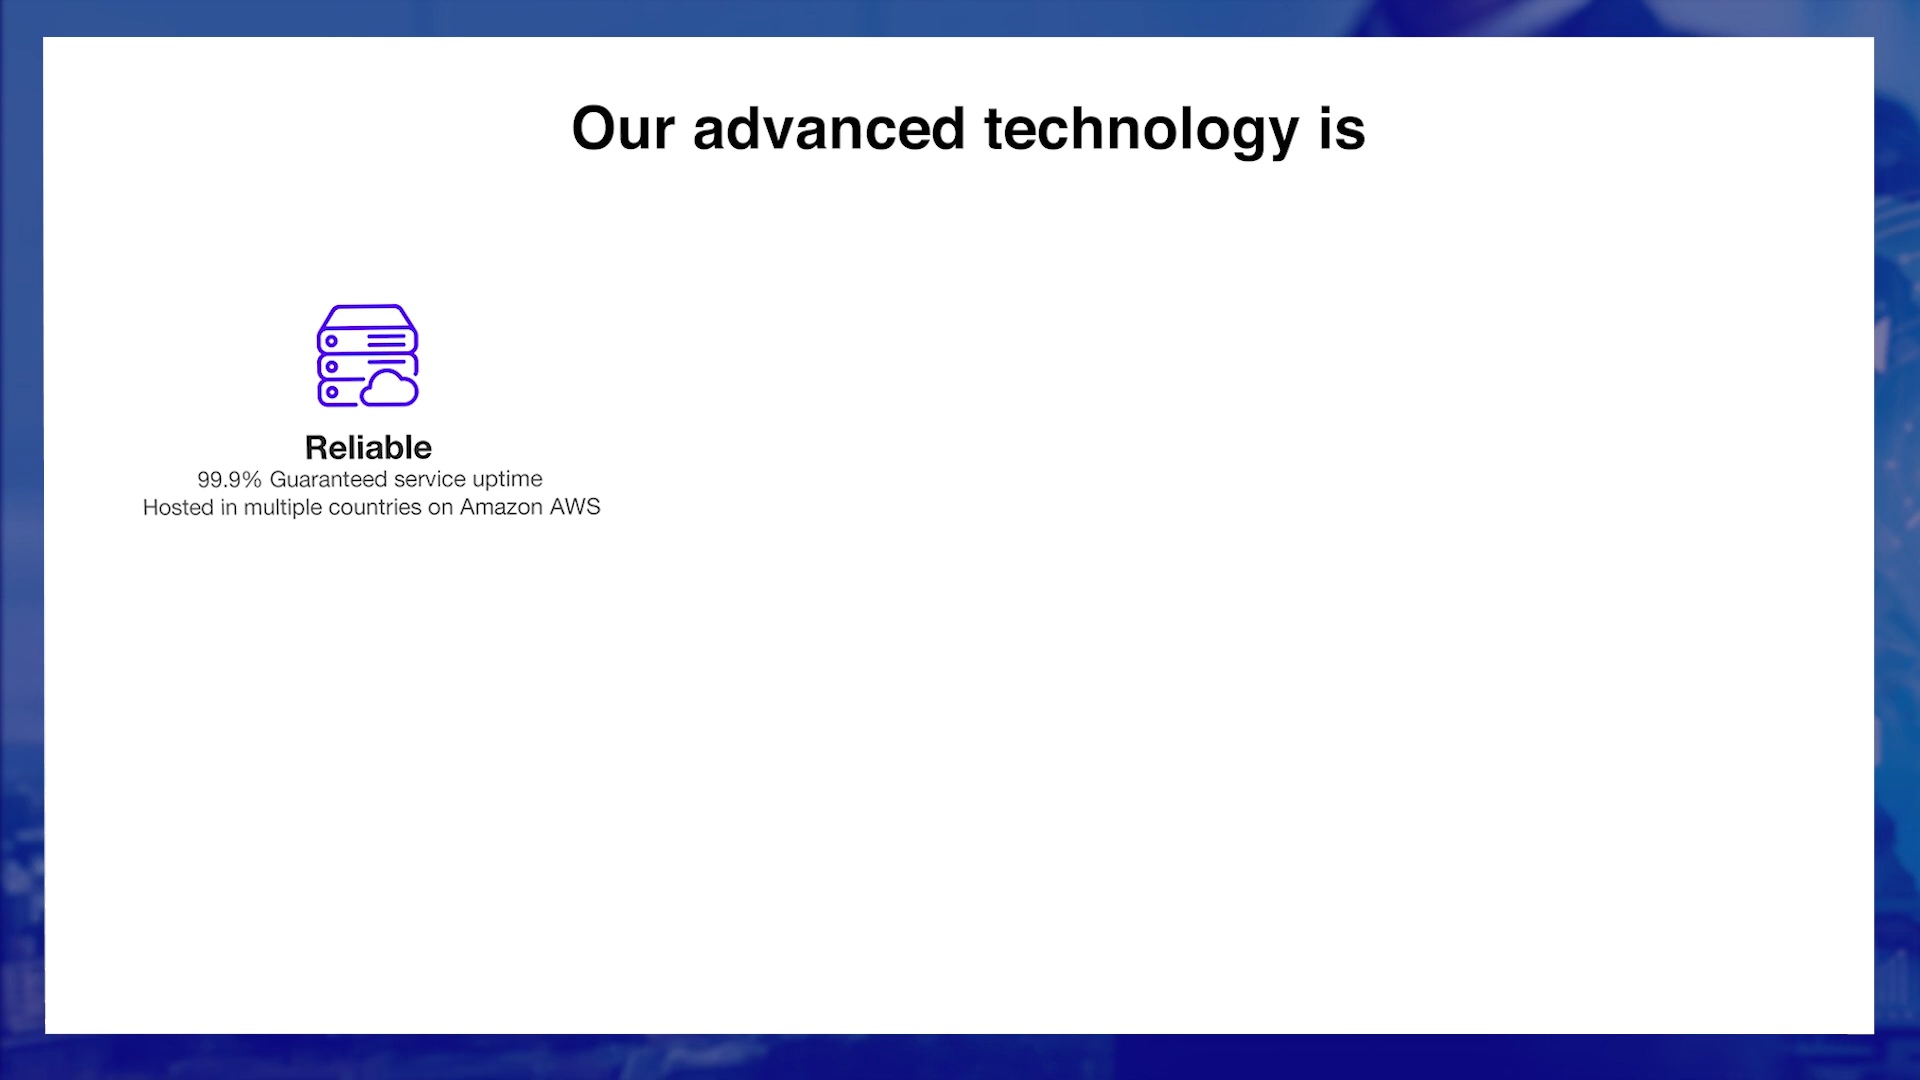 Our advanced technology is
Reliable
99.9% Guaranteed service uptime
Hosted in multiple countries on Amazon AWS